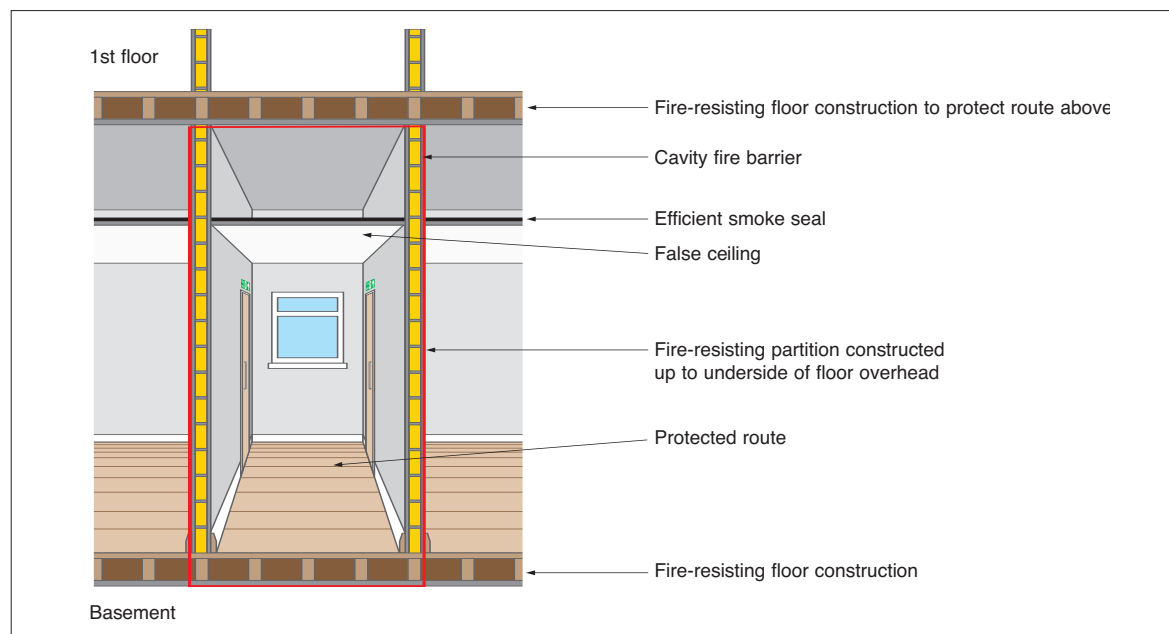 1st floor
Fire-resisting floor construction to protect route above
Cavity fire barrier
Efficient smoke seal
False ceiling
Fire-resisting partition constructed
up to underside of floor overhead
Protected route
Fire-resisting floor construction
Basement